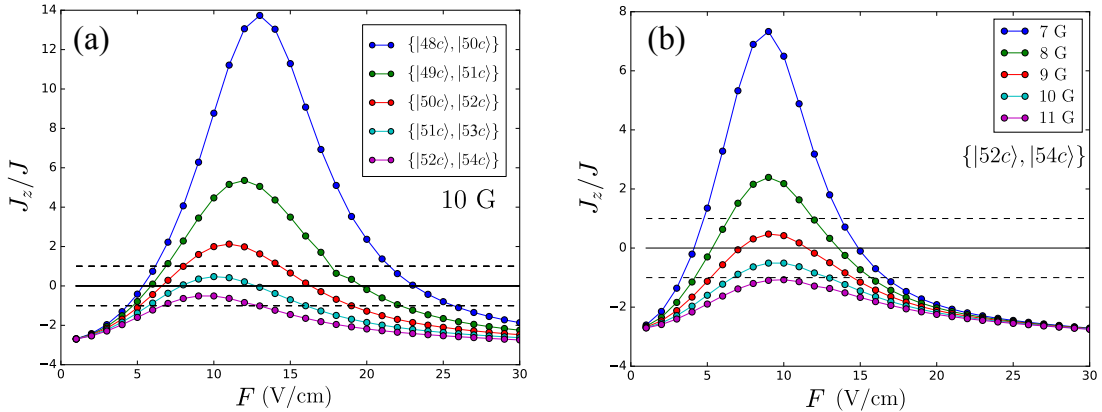 (a)
14
12
10
8
6
4
2
0
−2
−4
J_z/J
0 5 10 15 20 25 30
F (V/cm)
{|48c⟩, |50c⟩}
{|49c⟩, |51c⟩}
{|50c⟩, |52c⟩}
{|51c⟩, |53c⟩}
{|52c⟩, |54c⟩}
10 G
(b)
8
6
4
2
0
−2
−4
J_z/J
0 5 10 15 20 25 30
F (V/cm)
7 G
8 G
9 G
10 G
11 G
{|52c⟩, |54c⟩}